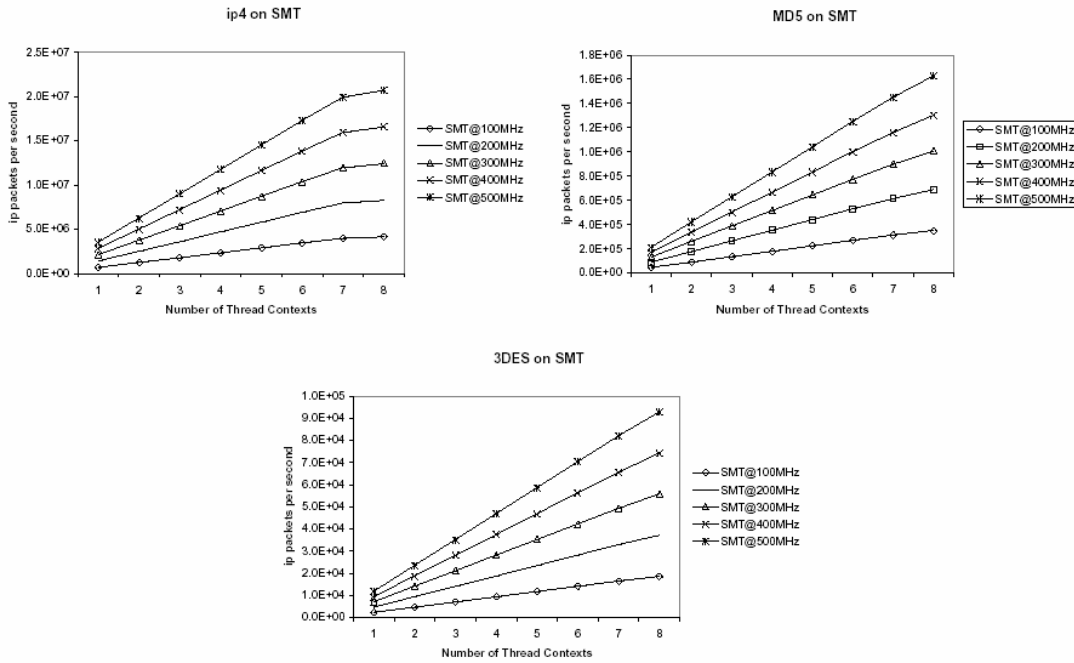 ip4 on SMT
2.5E+07
2.0E+07
1.5E+07
1.0E+07
5.0E+06
0.0E+00
ip packets per second
1 2 3 4 5 6 7 8
Number of Thread Contexts
SMT@100MHz
SMT@200MHz
SMT@300MHz
SMT@400MHz
SMT@500MHz
MD5 on SMT
1.8E+06
1.6E+06
1.4E+06
1.2E+06
1.0E+06
8.0E+05
6.0E+05
4.0E+05
2.0E+05
0.0E+00
ip packets per second
1 2 3 4 5 6 7 8
Number of Thread Contexts
SMT@100MHz
SMT@200MHz
SMT@300MHz
SMT@400MHz
SMT@500MHz
3DES on SMT
1.0E+05
9.0E+04
8.0E+04
7.0E+04
6.0E+04
5.0E+04
4.0E+04
3.0E+04
2.0E+04
1.0E+04
0.0E+00
ip packets per second
1 2 3 4 5 6 7 8
Number of Thread Contexts
SMT@100MHz
SMT@200MHz
SMT@300MHz
SMT@400MHz
SMT@500MHz